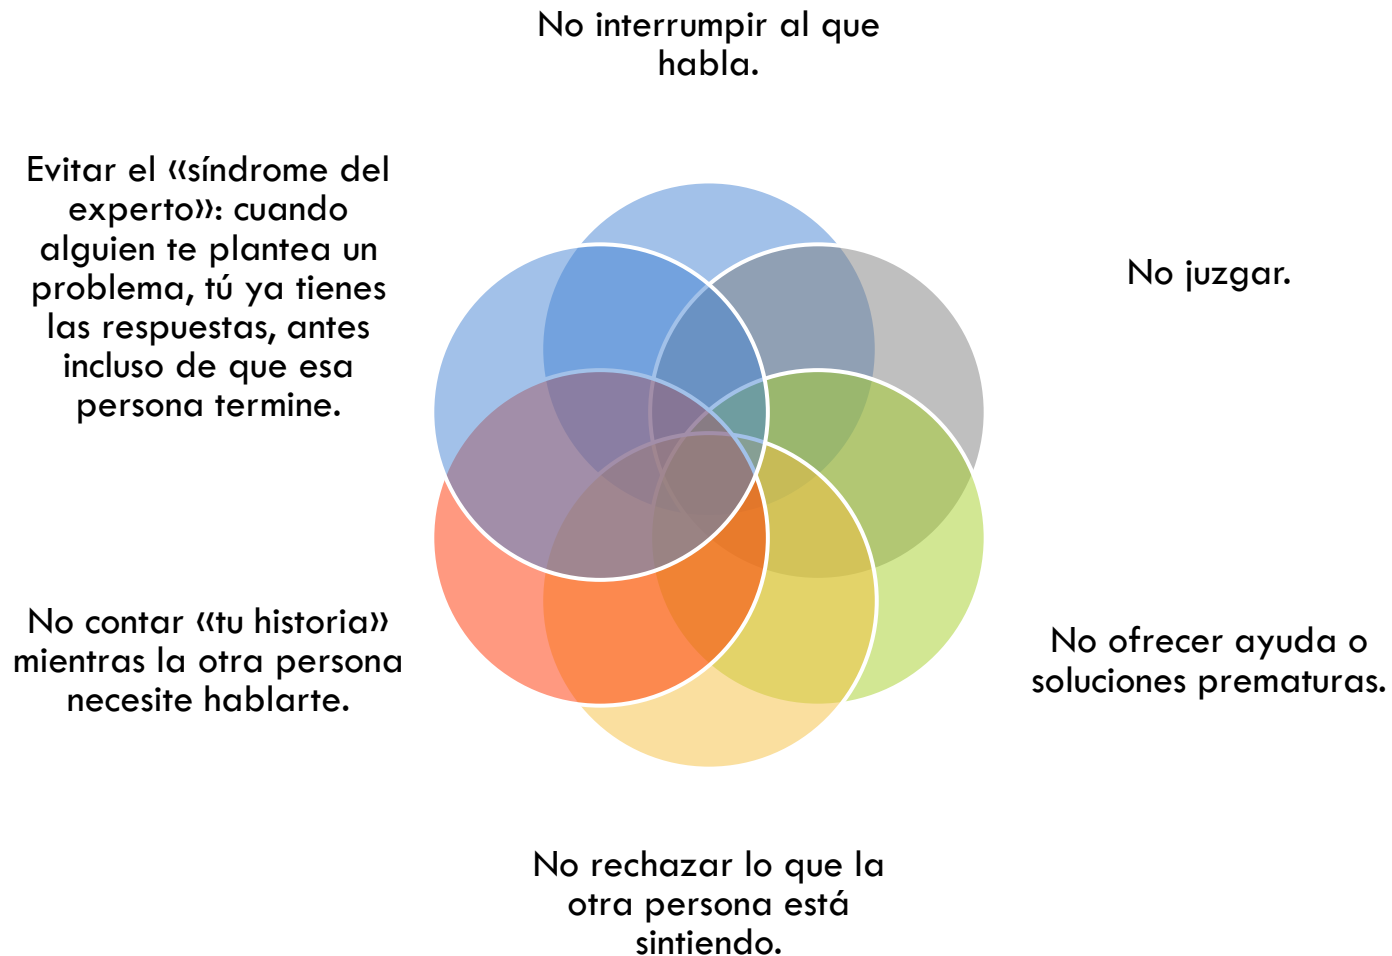 No interrumpir al que
habla.
No juzgar.
No ofrecer ayuda o
soluciones prematuras.
No rechazar lo que la
otra persona está
sintiendo.
No contar «tu historia»
mientras la otra persona
necesite hablarte.
Evitar el «síndrome del
experto»: cuando
alguien te plantea un
problema, tú ya tienes
las respuestas, antes
incluso de que esa
persona termine.